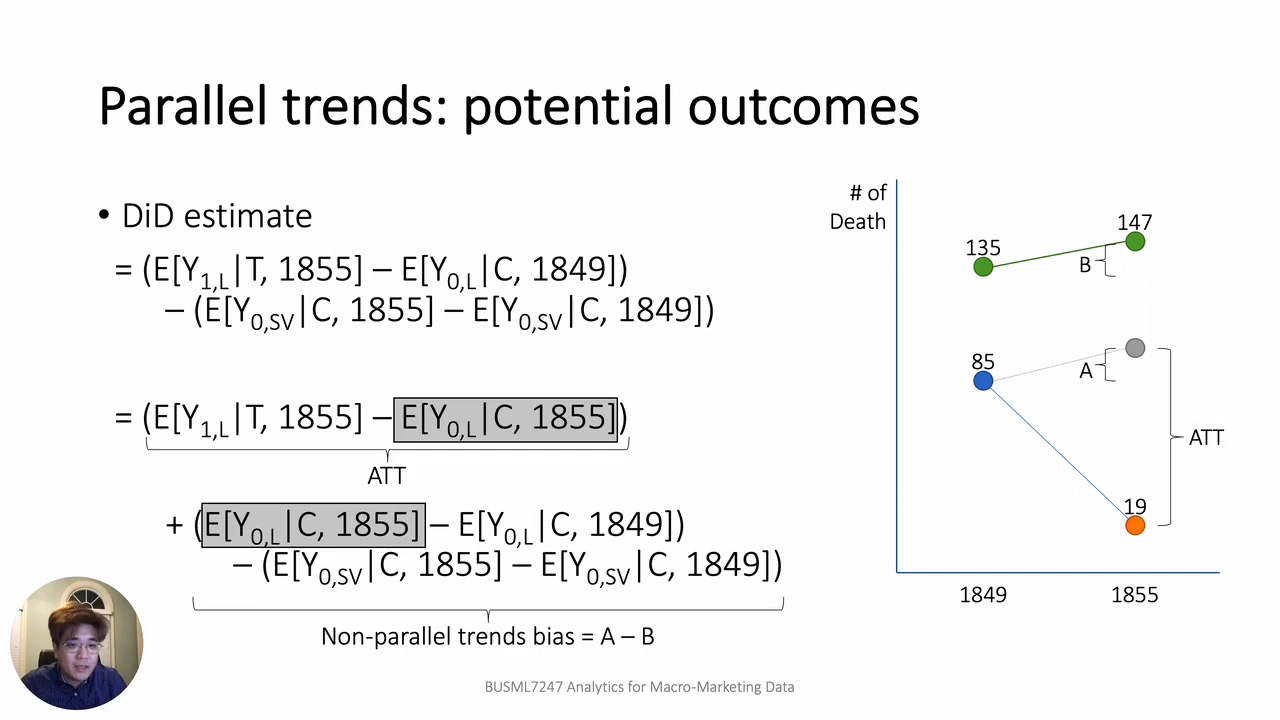 Parallel trends: potential outcomes
• DiD estimate
= (E[Y1,L|T, 1855] – E[Y0,L|C, 1849])
– (E[Y0,SV|C, 1855] – E[Y0,SV|C, 1849])
= (E[Y1,L|T, 1855] – E[Y0,L|C, 1855])
ATT
+ (E[Y0,L|C, 1855] – E[Y0,L|C, 1849])
– (E[Y0,SV|C, 1855] – E[Y0,SV|C, 1849])
Non-parallel trends bias = A – B
# of
Death
135
147
B
85
A
ATT
19
1849
1855
BUSML7247 Analytics for Macro-Marketing Data